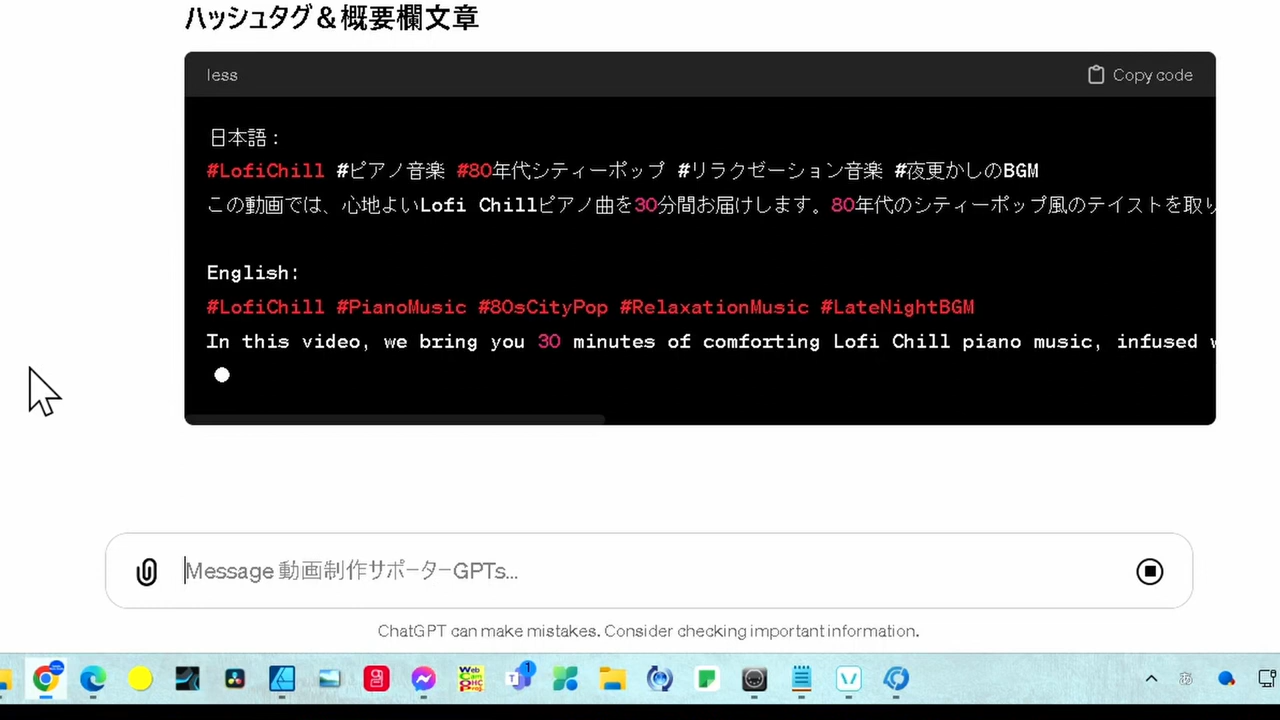 ハッシュタグ＆概要欄文章
less
Copy code
日本語：
#LofiChill #ピアノ音楽 #80年代シティーポップ #リラクゼーション音楽 #夜更かしのBGM
この動画では、心地よいLofi Chillピアノ曲を30分間お届けします。80年代のシティーポップ風のテイストを取り
English:
#LofiChill #PianoMusic #80sCityPop #RelaxationMusic #LateNightBGM
In this video, we bring you 30 minutes of comforting Lofi Chill piano music, infused w
Message 動画制作サポーターGPTs...
ChatGPT can make mistakes. Consider checking important information.
1
あ